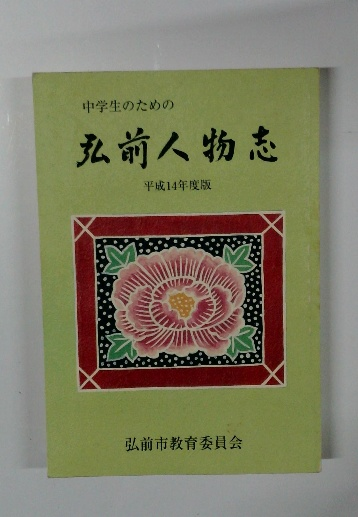 中学生のための
弘前人物志
平成14年度版
弘前市教育委員会